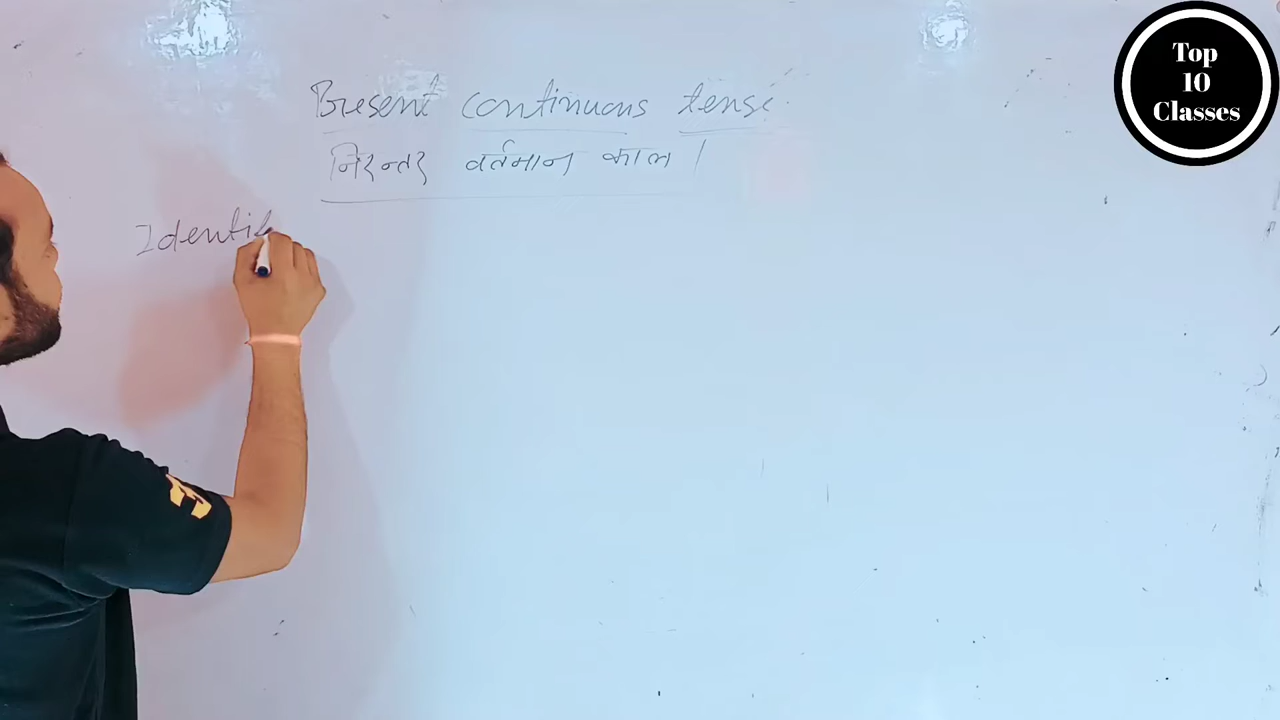 Present continuous tense.
निरन्तर वर्तमान काल।
Identif
Top
10
Classes